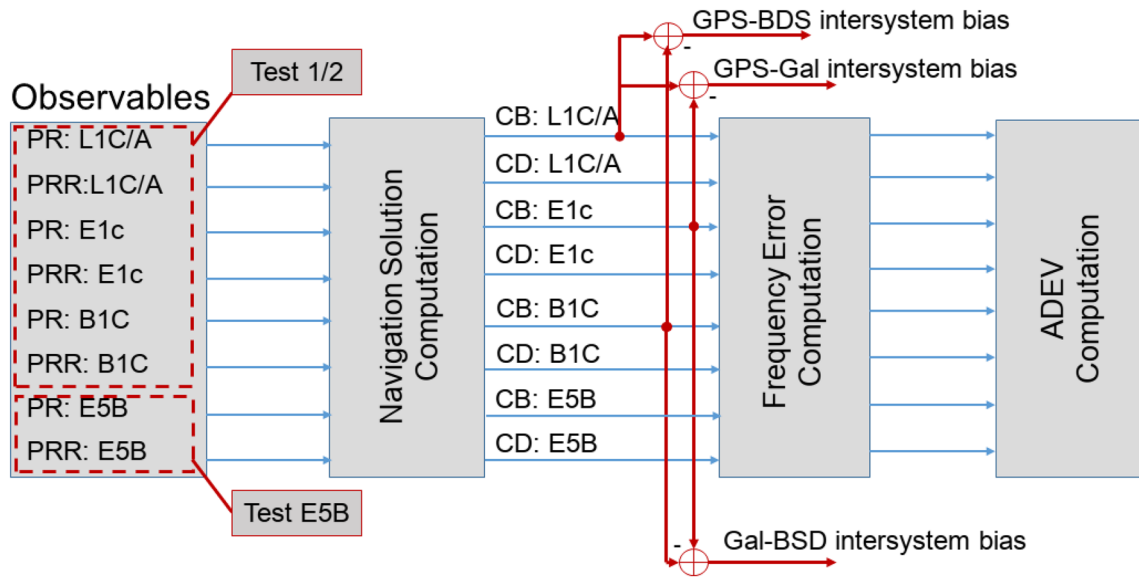 GPS-BDS intersystem bias
-
Test 1/2
GPS-Gal intersystem bias
-
Observables
PR: L1C/A
PRR:L1C/A
PR: E1c
PRR: E1c
PR: B1C
PRR: B1C
PR: E5B
PRR: E5B
Test E5B
Navigation Solution
Computation
CB: L1C/A
CD: L1C/A
CB: E1c
CD: E1c
CB: B1C
CD: B1C
CB: E5B
CD: E5B
Frequency Error
Computation
ADEV
Computation
-
Gal-BSD intersystem bias